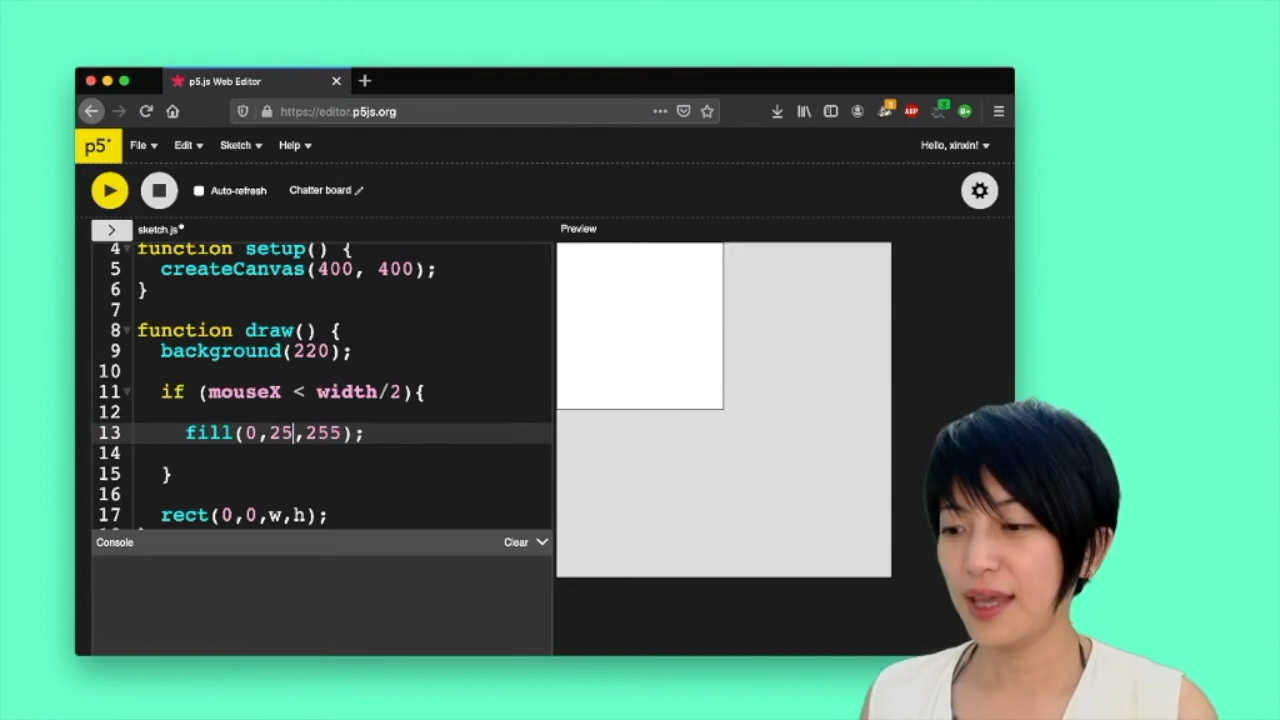 p5.js Web Editor
https://editor.p5js.org
p5* File Edit Sketch Help Hello, xinxin!
Auto-refresh Chatter board
sketch.js* Preview
4 function setup() {
5 createCanvas(400, 400);
6 }
7
8 function draw() {
9 background(220);
10
11 if (mouseX < width/2){
12
13 fill(0,25,255);
14
15 }
16
17 rect(0,0,w,h);
Console Clear